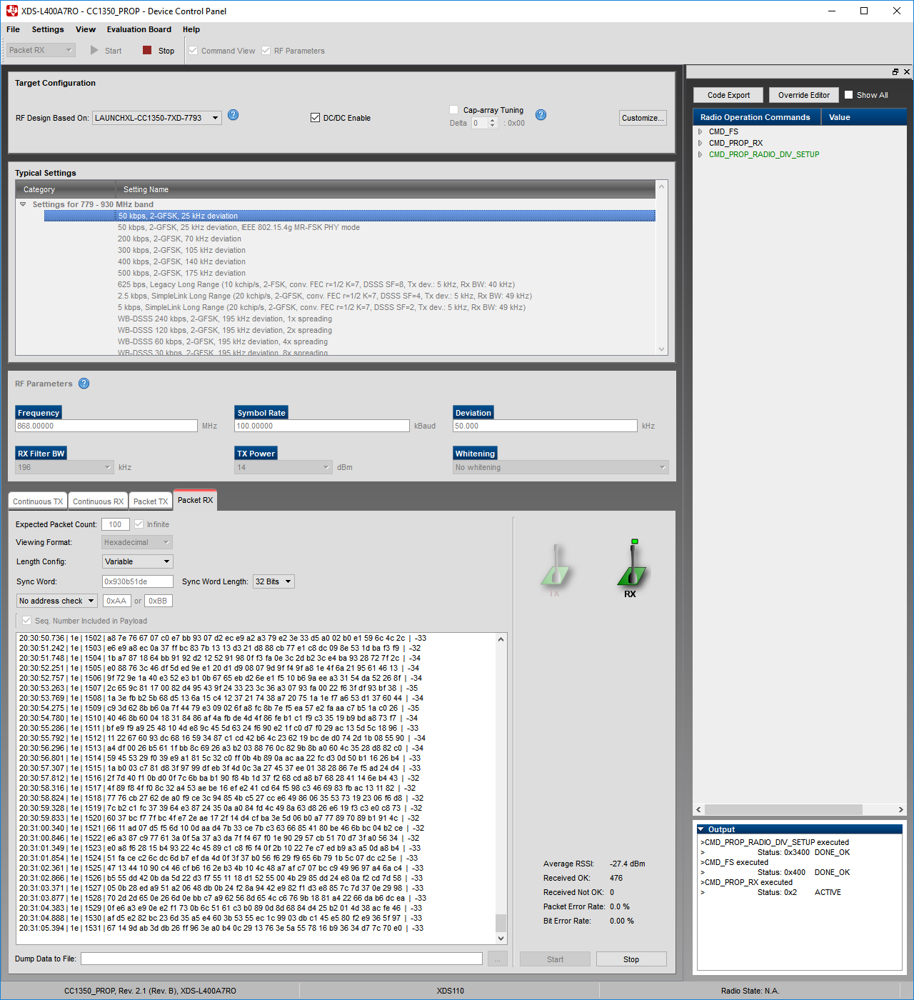 XDS-L400A7RO - CC1350_PROP - Device Control Panel
File Settings View Evaluation Board Help
Packet RX Start Stop Command View RF Parameters
Target Configuration
RF Design Based On: LAUNCHXL-CC1350-7XD-7793 DC/DC Enable
Cap-array Tuning
Delta 0 : 0x00
Customize...
Typical Settings
Category Setting Name
Settings for 779 - 930 MHz band
50 kbps, 2-GFSK, 25 kHz deviation
50 kbps, 2-GFSK, 25 kHz deviation, IEEE 802.15.4g MR-FSK PHY mode
200 kbps, 2-GFSK, 70 kHz deviation
300 kbps, 2-GFSK, 105 kHz deviation
400 kbps, 2-GFSK, 140 kHz deviation
500 kbps, 2-GFSK, 175 kHz deviation
625 bps, Legacy Long Range (10 kchip/s, 2-FSK, conv. FEC r=1/2 K=7, DSSS SF=8, Tx dev.: 5 kHz, Rx BW: 40 kHz)
2.5 kbps, SimpleLink Long Range (20 kchip/s, 2-GFSK, conv. FEC r=1/2 K=7, DSSS SF=4, Tx dev.: 5 kHz, Rx BW: 49 kHz)
5 kbps, SimpleLink Long Range (20 kchip/s, 2-GFSK, conv. FEC r=1/2 K=7, DSSS SF=2, Tx dev.: 5 kHz, Rx BW: 49 kHz)
WB-DSSS 240 kbps, 2-GFSK, 195 kHz deviation, 1x spreading
WB-DSSS 120 kbps, 2-GFSK, 195 kHz deviation, 2x spreading
WB-DSSS 60 kbps, 2-GFSK, 195 kHz deviation, 4x spreading
WB-DSSS 30 kbps, 2-GFSK, 195 kHz deviation, 8x spreading
RF Parameters
Frequency Symbol Rate Deviation
868.00000 MHz 100.00000 kBaud 50.000 kHz
RX Filter BW TX Power Whitening
196 kHz 14 dBm No whitening
Continuous TX Continuous RX Packet TX Packet RX
Expected Packet Count: 100 Infinite
Viewing Format: Hexadecimal
Length Config: Variable
Sync Word: 0x930b51de Sync Word Length: 32 Bits
No address check 0xAA or 0xBB
Seq. Number Included in Payload
20:30:50.736 | 1e | 1502 | a8 7e 76 67 07 c0 e7 bb 93 07 d2 ec e9 a2 a3 79 e2 3e 33 d5 a0 02 b0 e1 59 6c 4c 2c | -33
20:30:51.242 | 1e | 1503 | e6 e9 a8 ec 0a 37 ff bc 83 7b 13 13 d3 21 d8 88 cb 77 e1 c8 dc 09 8e 53 1d ba f3 f9 | -32
20:30:51.748 | 1e | 1504 | 1b a7 87 18 64 bb 91 92 d2 12 52 91 98 0f f3 fa 0e 3c 2d b2 3c e4 ba 93 28 72 7f 2c | -34
20:30:52.251 | 1e | 1505 | e0 88 76 3c 46 df 5d ed 9e e1 20 d1 d9 08 07 9d 9f f4 9f a8 1e 4f 6a 21 95 61 46 13 | -34
20:30:52.757 | 1e | 1506 | 9f 72 9e 1a 40 e3 52 e3 b1 0b 67 65 eb d2 6e e1 f5 10 b6 9a ee a3 31 54 da 52 26 8f | -34
20:30:53.263 | 1e | 1507 | 2c 65 9c 81 17 00 82 d4 95 43 9f 24 33 23 3c 36 a3 07 93 fa 00 22 f6 3f df 93 bf 38 | -35
20:30:53.769 | 1e | 1508 | 1a 3e fb b2 5b 68 d5 13 6a 15 c4 12 37 21 74 38 a7 20 75 1a 1e f7 a6 53 d1 37 60 44 | -34
20:30:54.275 | 1e | 1509 | c9 3d 62 8b b6 0a 7f 44 79 e3 09 02 6f a8 fc 8b 7e f5 ea 57 e2 fa aa c7 b5 1a c0 26 | -35
20:30:54.780 | 1e | 1510 | 40 46 8b 60 04 18 31 84 86 af 4a fb de 4d 4f 86 fe b1 c1 f9 c3 35 19 b9 bd a8 73 f7 | -34
20:30:55.286 | 1e | 1511 | bf e9 f9 a9 25 48 10 4d e8 9c 45 5d 63 24 f6 90 e2 1f c0 d7 f0 29 ac 13 5d 5c 18 96 | -33
20:30:55.792 | 1e | 1512 | 11 22 67 60 93 dc 68 16 59 34 87 c1 cd 42 b6 4c 23 62 19 bc de d0 74 2d 1b 08 55 90 | -34
20:30:56.296 | 1e | 1513 | a4 df 00 26 b5 61 1f bb 8c 69 26 a3 b2 03 88 76 0c 82 9b 8b a0 60 4c 35 28 d8 82 c0 | -34
20:30:56.801 | 1e | 1514 | 59 45 53 29 f0 39 e9 a1 81 5c 32 c0 ff 0b 4b 89 0a ac aa 22 fc d3 0d 50 b1 16 26 b4 | -33
20:30:57.307 | 1e | 1515 | 1a b0 03 c7 81 d8 3f 97 99 df eb 3f 4d 0c 3a 27 45 37 ee 01 38 28 86 7e f5 ad 24 d4 | -33
20:30:57.812 | 1e | 1516 | 2f 7d 40 f1 0b d0 0f 7c 6b ba b1 90 f8 4b 1d 37 f2 68 cd a8 b7 68 28 41 14 6e b4 43 | -32
20:30:58.316 | 1e | 1517 | 4f 89 f8 4f f0 8c 32 a4 53 ae be 16 ef e2 41 cd 64 f5 98 c3 46 69 83 fb ac 13 11 82 | -32
20:30:58.824 | 1e | 1518 | 77 76 cb 27 62 de a0 f9 ce 3c 94 85 4b c5 27 cc e6 49 86 06 35 53 73 19 23 06 f6 d8 | -32
20:30:59.328 | 1e | 1519 | 7c b2 c1 fc 37 39 64 e3 87 24 35 0a a0 84 fd 4c 49 8a 63 d8 26 e6 19 f3 c3 e0 c8 73 | -32
20:30:59.833 | 1e | 1520 | 60 37 bc f7 7f bc 4f e7 2e ae 17 2f 14 d4 cf ba 3e 5d 06 b0 a7 77 89 70 89 b1 91 4c | -32
20:31:00.340 | 1e | 1521 | 66 11 ad 07 d5 f5 6d 10 0d aa d4 7b 33 ce 7b c3 63 66 85 41 80 be 46 6b bc 04 b2 ce | -32
20:31:00.846 | 1e | 1522 | e6 a3 87 c9 77 61 3a 0f 5a 37 a3 da 7f f4 67 f0 1e 90 29 57 cb 51 70 d7 3f a0 56 34 | -32
20:31:01.349 | 1e | 1523 | e0 a8 f6 28 15 b4 93 22 4c 45 89 c1 c8 f6 f4 0f 2b 10 22 7e c7 ed b9 a3 a5 0d a8 b4 | -33
20:31:01.854 | 1e | 1524 | 51 fa ce c2 6c dc 6d b7 ef da 4d 0f 3f 37 b0 56 f6 29 f9 65 6b 79 1b 5c 07 dc c2 5e | -33
20:31:02.361 | 1e | 1525 | 47 13 44 10 90 c4 46 cf b6 16 2e b3 4b 10 4c 48 a7 af c7 07 bc c9 49 96 97 a4 6a c4 | -33
20:31:02.866 | 1e | 1526 | b5 55 dd 42 0b da 5d 22 d3 f7 55 11 18 d1 52 55 00 4b 29 85 dd 24 e8 0a f2 cd 7d 58 | -33
20:31:03.371 | 1e | 1527 | 05 0b 28 ed a9 51 a2 06 48 db 0b 24 f2 8a 94 42 e9 82 f1 d3 e8 85 7c 7d 37 0e 29 98 | -33
20:31:03.877 | 1e | 1528 | 70 2d 2d 65 0e 26 6d 0e bb c7 a9 62 56 8d 65 4c c6 76 9b 18 81 a4 22 66 da b6 dc ea | -33
20:31:04.383 | 1e | 1529 | 0f e6 a3 e9 0e e2 f1 73 0b 6c 51 61 c3 b0 89 0d 8d 68 84 d4 25 b2 01 4d 38 ac fe 46 | -33
20:31:04.888 | 1e | 1530 | af d5 e2 82 bc 23 6d 35 a5 e4 60 3b 53 55 ec 1c 99 03 db c1 45 e5 80 f2 e9 36 5f 97 | -33
20:31:05.394 | 1e | 1531 | 67 14 9d ab 3d db 26 ff 96 3e a0 b4 0c 29 13 76 3e 5a 55 78 16 b9 36 34 d7 7c 70 e0 | -33
Dump Data to File: ...
TX RX
Average RSSI: -27.4 dBm
Received OK: 476
Received Not OK: 0
Packet Error Rate: 0.0 %
Bit Error Rate: 0.00 %
Start Stop
Code Export Override Editor Show All
Radio Operation Commands Value
CMD_FS
CMD_PROP_RX
CMD_PROP_RADIO_DIV_SETUP
Output
>CMD_PROP_RADIO_DIV_SETUP executed
> Status: 0x3400 DONE_OK
>CMD_FS executed
> Status: 0x400 DONE_OK
>CMD_PROP_RX executed
> Status: 0x2 ACTIVE
CC1350_PROP, Rev. 2.1 (Rev. B), XDS-L400A7RO XDS110 Radio State: N.A.